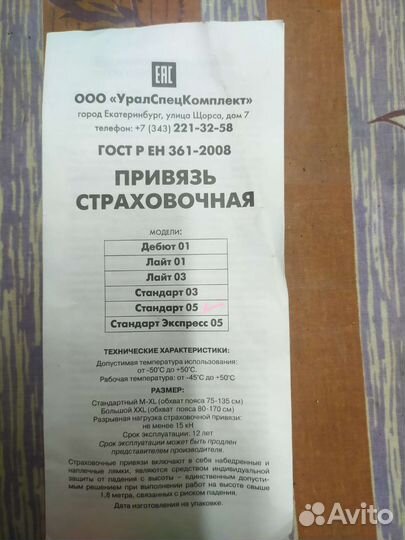 EAC
ООО «УралСпецКомплект»
город Екатеринбург, улица Щорса, дом 7
телефон: +7 (343) 221-32-58
ГОСТ Р ЕН 361-2008
ПРИВЯЗЬ
СТРАХОВОЧНАЯ
МОДЕЛИ:
Дебют 01
Лайт 01
Лайт 03
Стандарт 03
Стандарт 05
Стандарт Экспресс 05
ТЕХНИЧЕСКИЕ ХАРАКТЕРИСТИКИ:
Допустимая температура использования:
от -50°С до +50°С.
Рабочая температура: от -45°С до +50°С
РАЗМЕР:
Стандартный М-XL (обхват пояса 75-135 см)
Большой XXL (обхват пояса 80-170 см)
Разрывная нагрузка страховочной привязи:
не менее 15 кН
Срок эксплуатации: 12 лет
Срок эксплуатации может быть продлен
представителем производителя.
Страховочные привязи включают в себя набедренные и
наплечные лямки, являются средством индивидуальной
защиты от падения с высоты – единственным допусти-
мым решением при выполнении работ на высоте свыше
1,8 метра, связанных с риском падения.
Дата изготовления на упаковке.
Avito